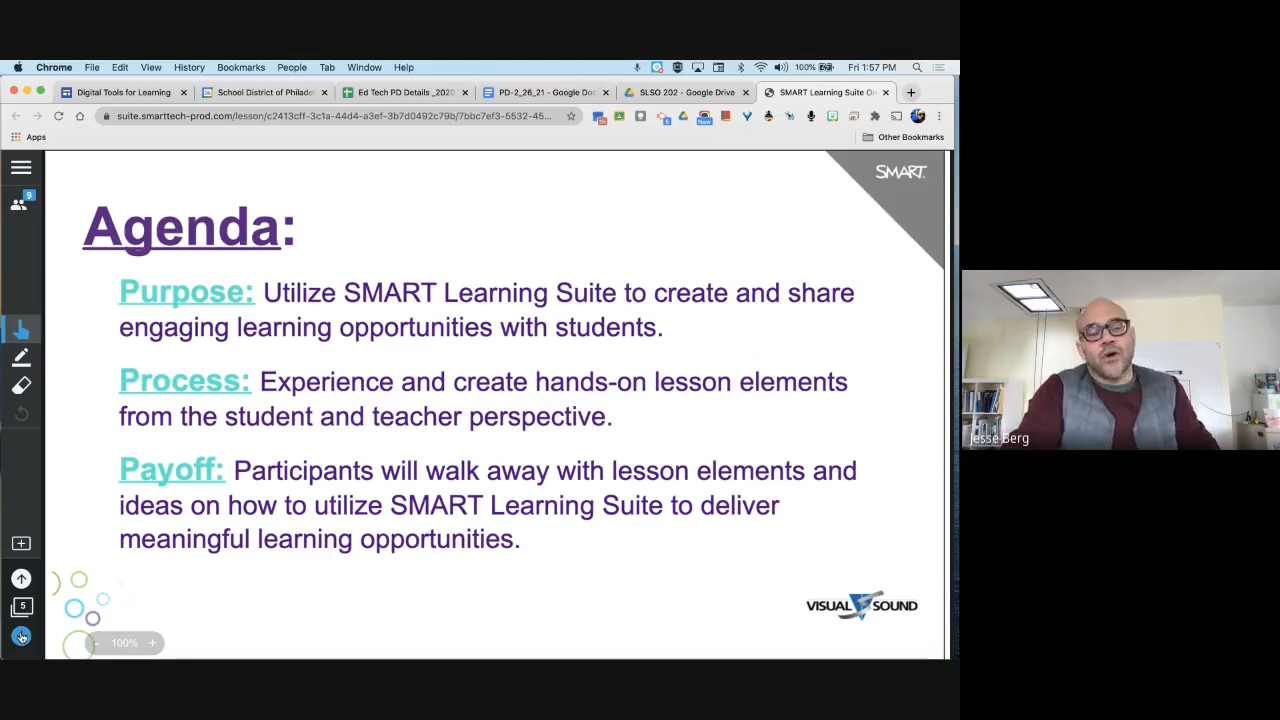 Chrome File Edit View History Bookmarks People Tab Window Help 100% Fri 1:57 PM
Digital Tools for Learning School District of Philadel Ed Tech PD Details _2020 PD-2_26_21 - Google Doc SLSO 202 - Google Drive SMART Learning Suite On
suite.smarttech-prod.com/lesson/c2413cff-3c1a-44d4-a3ef-3b7d0492c79b/7bbc7ef3-5532-45...
Apps Other Bookmarks
SMART
9
Agenda:
Purpose: Utilize SMART Learning Suite to create and share
engaging learning opportunities with students.
Process: Experience and create hands-on lesson elements
from the student and teacher perspective.
Payoff: Participants will walk away with lesson elements and
ideas on how to utilize SMART Learning Suite to deliver
meaningful learning opportunities.
5
VISUAL SOUND
- 100% +
Jesse Berg